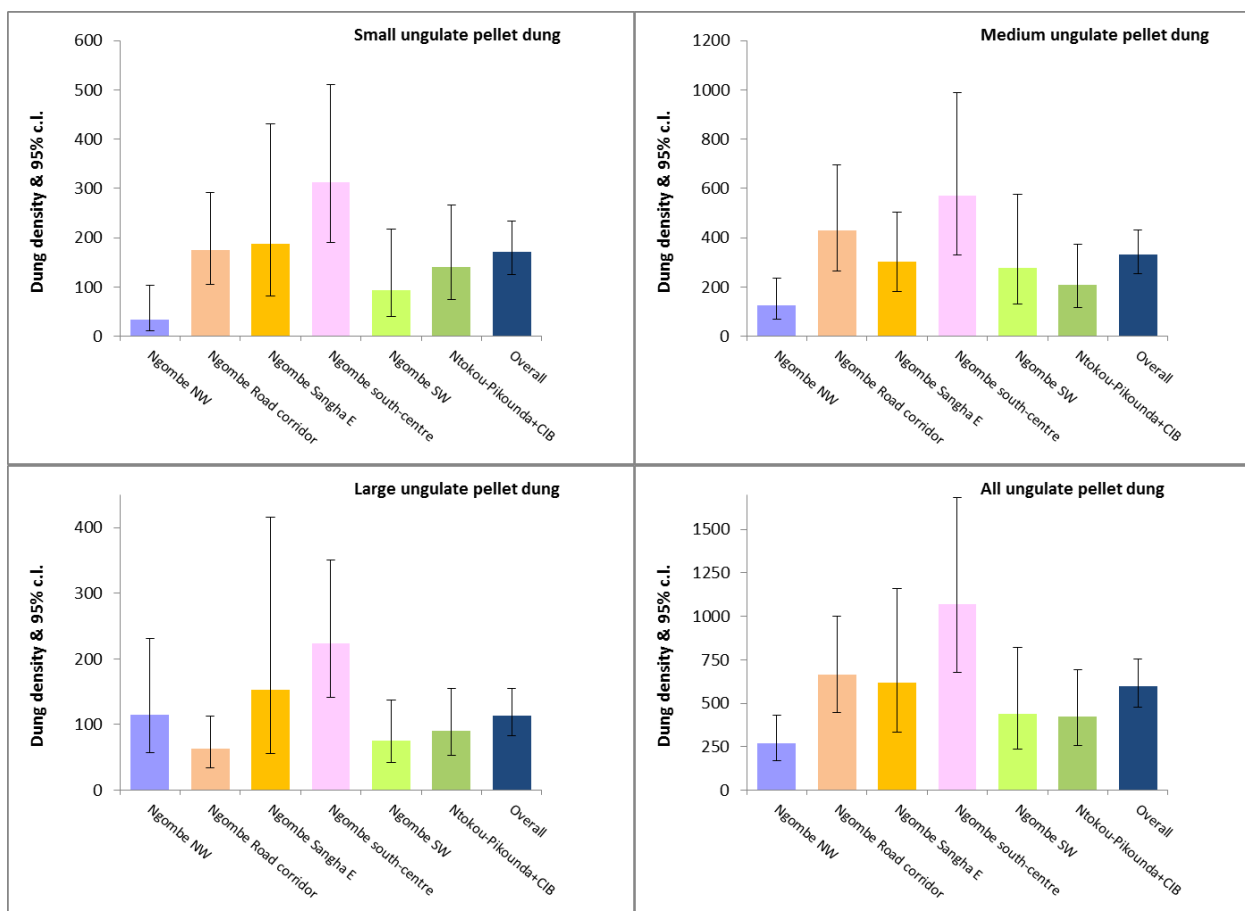 Small ungulate pellet dung
Dung density & 95% c.l.
600
500
400
300
200
100
0
Ngombe NW
Ngombe Road corridor
Ngombe Sangha E
Ngombe south-centre
Ngombe SW
Ntokou-Pikounda+CIB
Overall
Medium ungulate pellet dung
Dung density & 95% c.l.
1200
1000
800
600
400
200
0
Ngombe NW
Ngombe Road corridor
Ngombe Sangha E
Ngombe south-centre
Ngombe SW
Ntokou-Pikounda+CIB
Overall
Large ungulate pellet dung
Dung density & 95% c.l.
400
300
200
100
0
Ngombe NW
Ngombe Road corridor
Ngombe Sangha E
Ngombe south-centre
Ngombe SW
Ntokou-Pikounda+CIB
Overall
All ungulate pellet dung
Dung density & 95% c.l.
1500
1250
1000
750
500
250
0
Ngombe NW
Ngombe Road corridor
Ngombe Sangha E
Ngombe south-centre
Ngombe SW
Ntokou-Pikounda+CIB
Overall